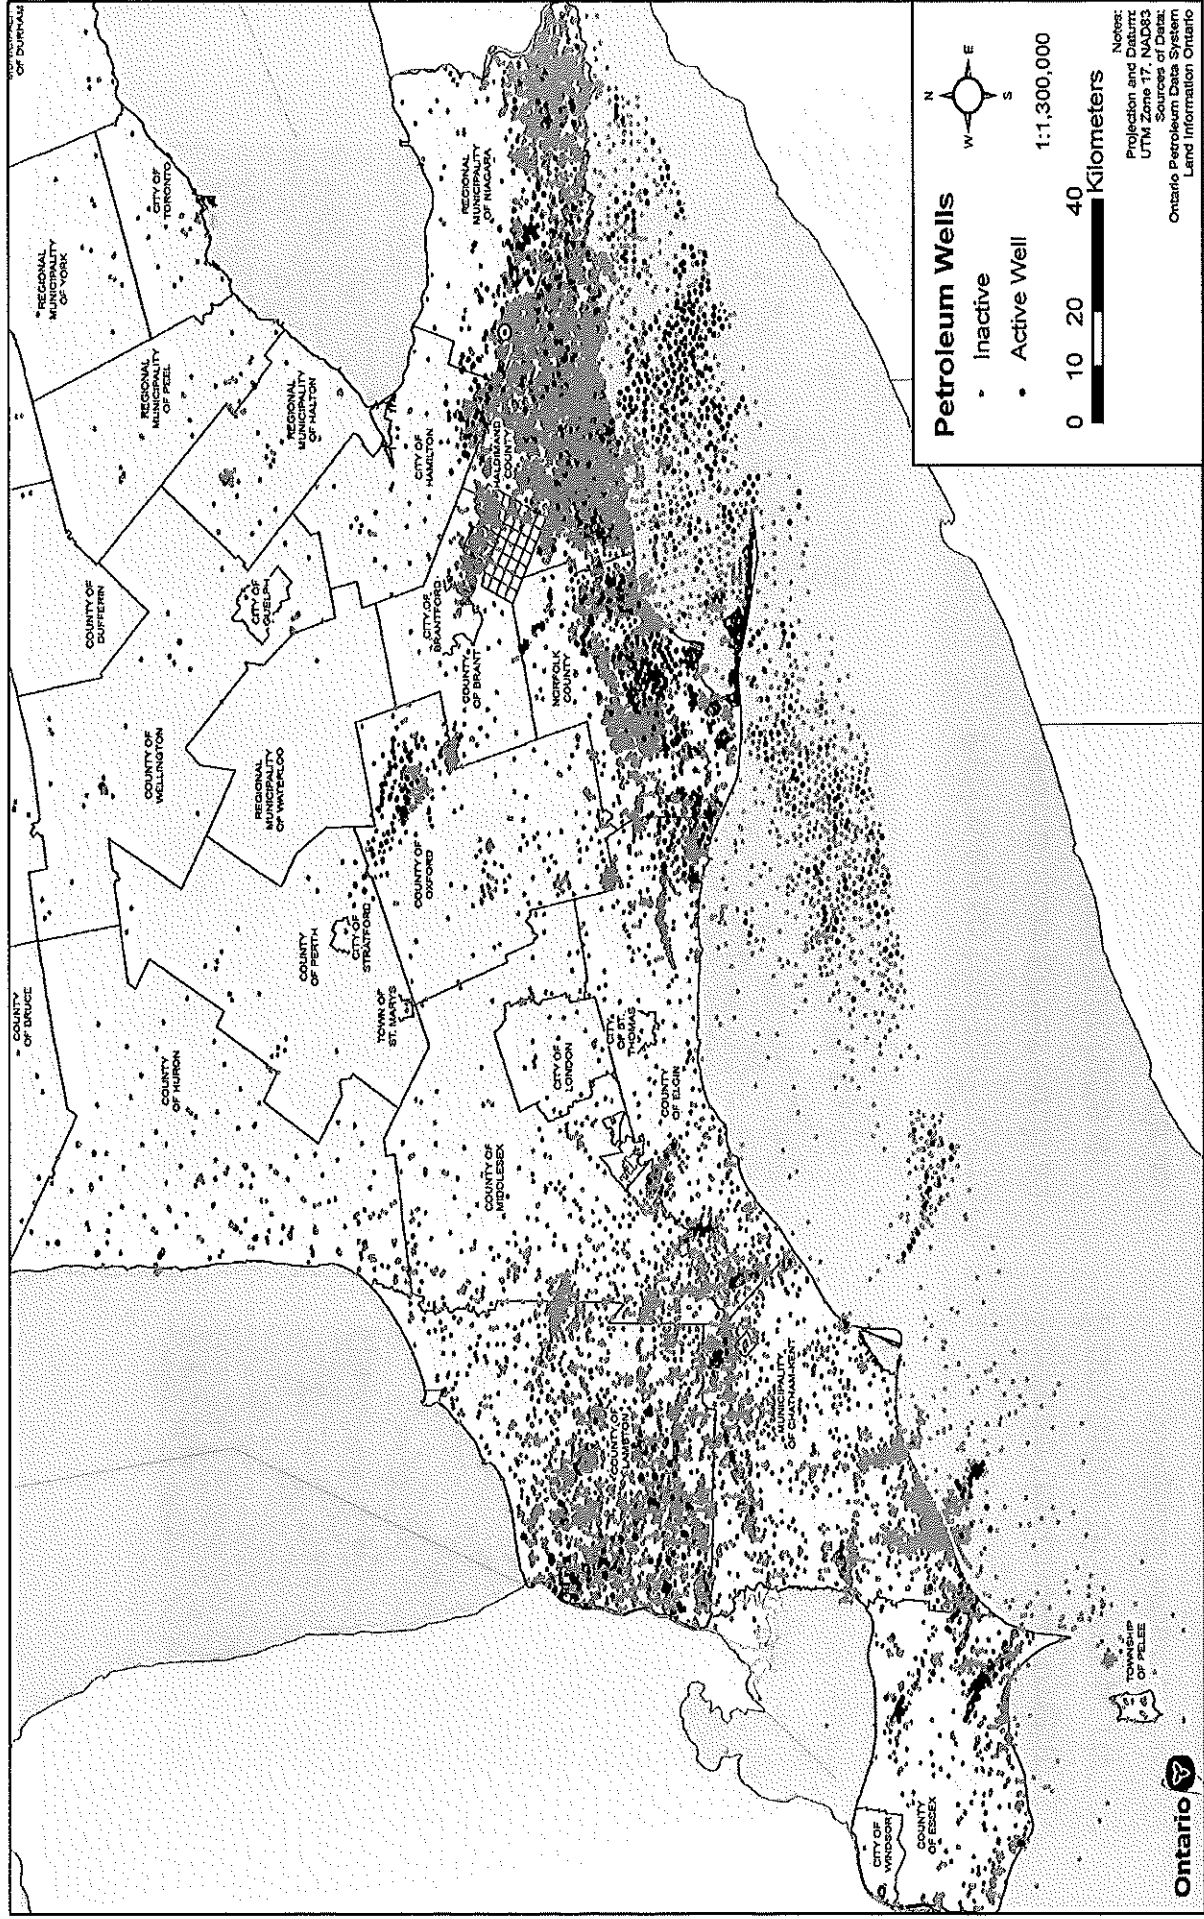 MUNICIPALITY
OF DURHAM
REGIONAL
MUNICIPALITY
OF YORK
CITY OF
TORONTO
REGIONAL
MUNICIPALITY
OF PEEL
REGIONAL
MUNICIPALITY
OF HALTON
REGIONAL
MUNICIPALITY
OF NIAGARA
CITY OF
HAMILTON
HALDIMAND
COUNTY
COUNTY OF
DUFFERIN
CITY OF
GUELPH
CITY OF
BRANTFORD
COUNTY
OF BRANT
NORFOLK
COUNTY
COUNTY OF
WELLINGTON
REGIONAL
MUNICIPALITY
OF WATERLOO
COUNTY OF
OXFORD
COUNTY
OF PERTH
CITY OF
STRATFORD
TOWN OF
ST. MARYS
COUNTY
OF BRUCE
COUNTY
OF HURON
CITY OF
LONDON
CITY
OF ST.
THOMAS
COUNTY
OF ELGIN
COUNTY OF
MIDDLESEX
COUNTY OF
LAMBTON
MUNICIPALITY
OF CHATHAM-KENT
CITY OF
WINDSOR
COUNTY
OF ESSEX
TOWNSHIP
OF PELEE
Ontario
Petroleum Wells
Inactive
Active Well
N
W
E
S
1:1,300,000
0 10 20 40
Kilometers
Notes:
Projection and Datum:
UTM Zone 17, NAD83
Sources of Data:
Ontario Petroleum Data System
Land Information Ontario